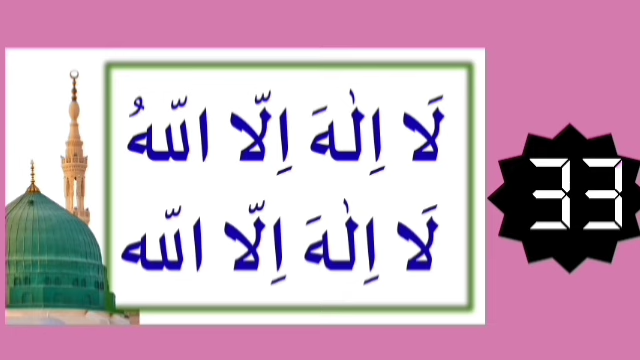 لَا اِلٰهَ اِلَّا اللّٰهُ
لَا اِلٰهَ اِلَّا اللّٰه
33